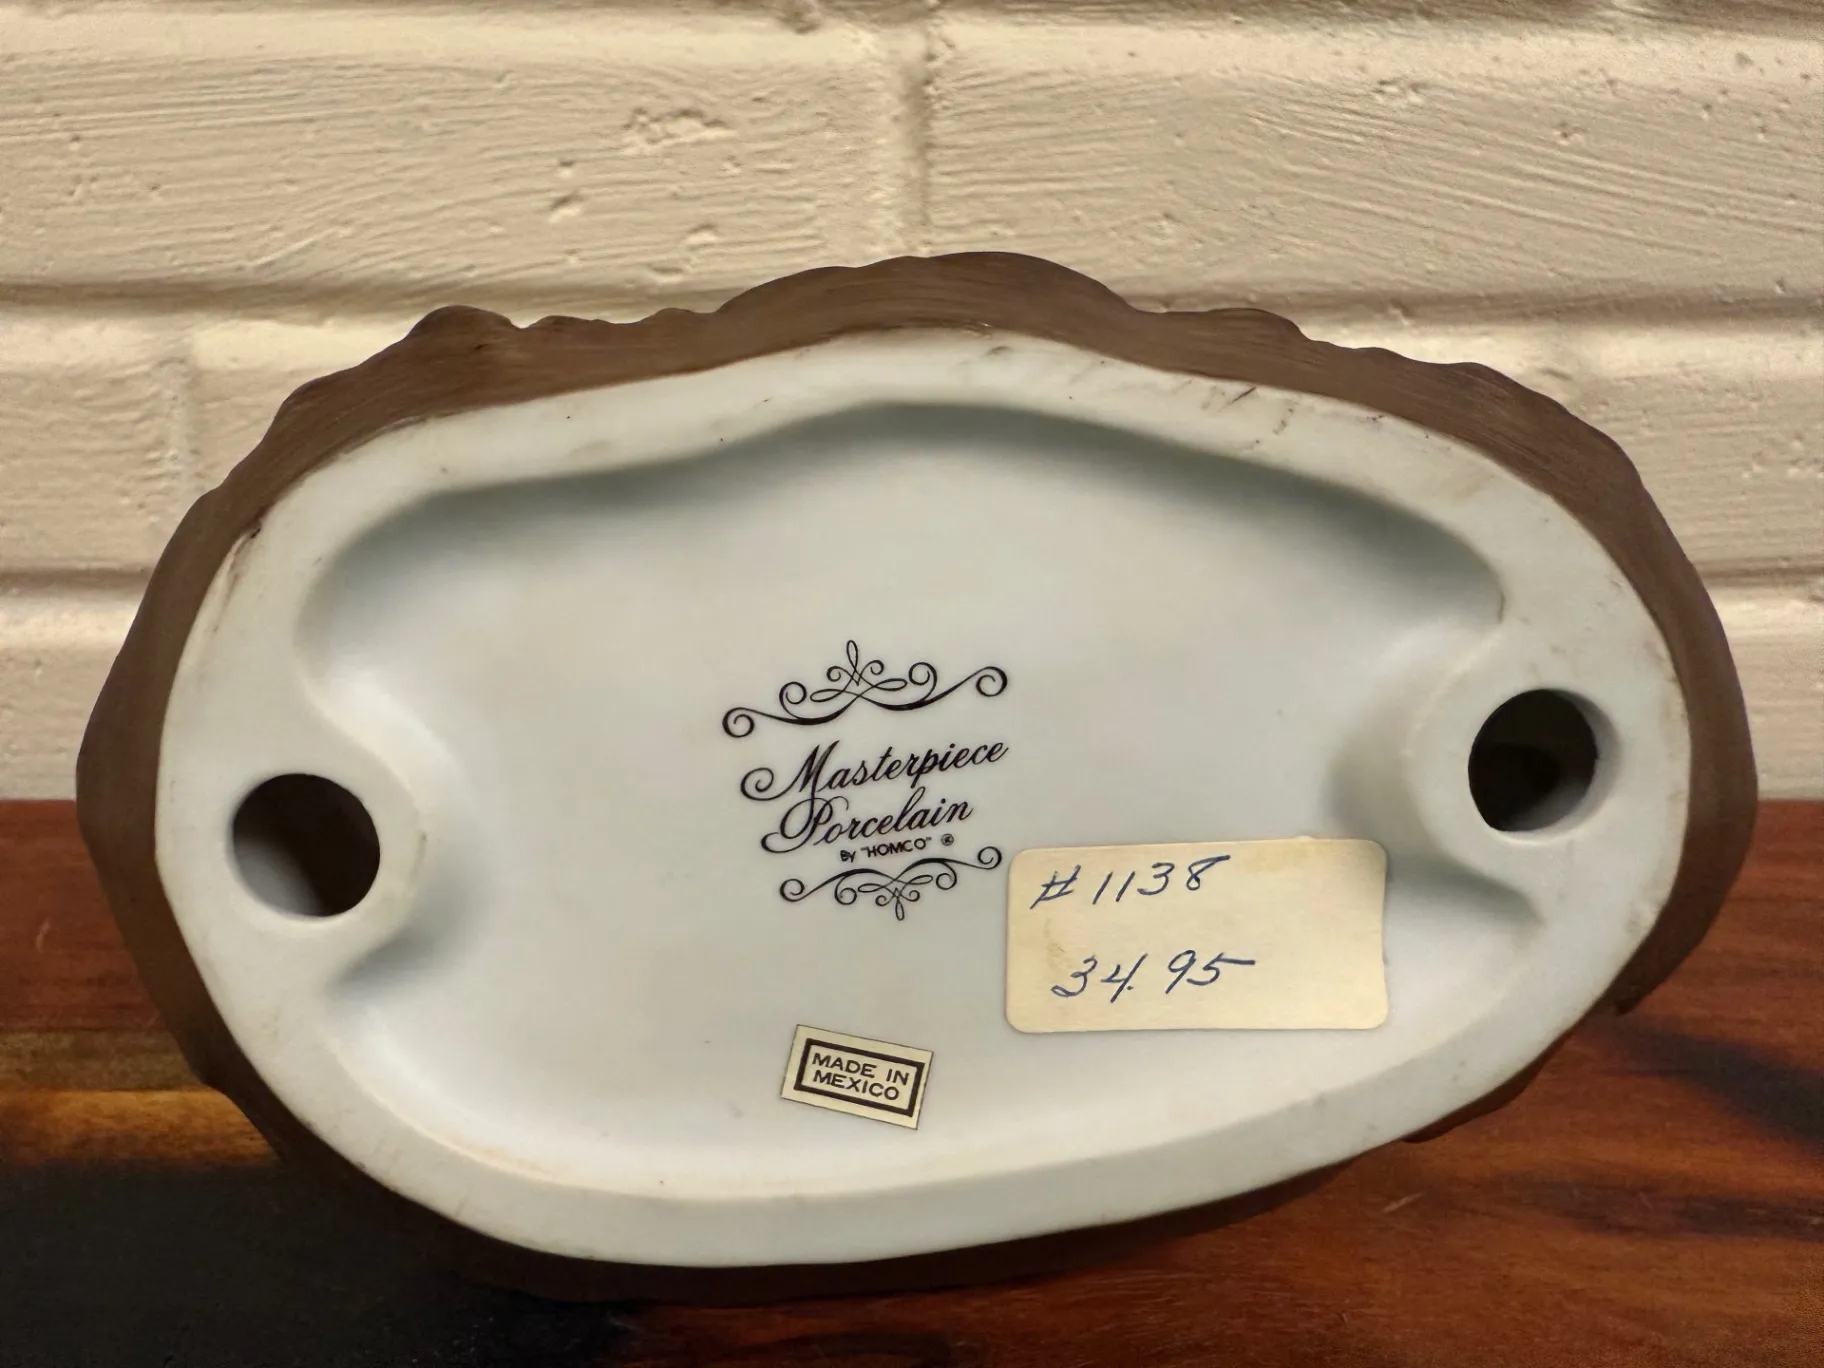 Masterpiece
Porcelain
By "HOMCO" ®
#1138
34.95
MADE IN
MEXICO